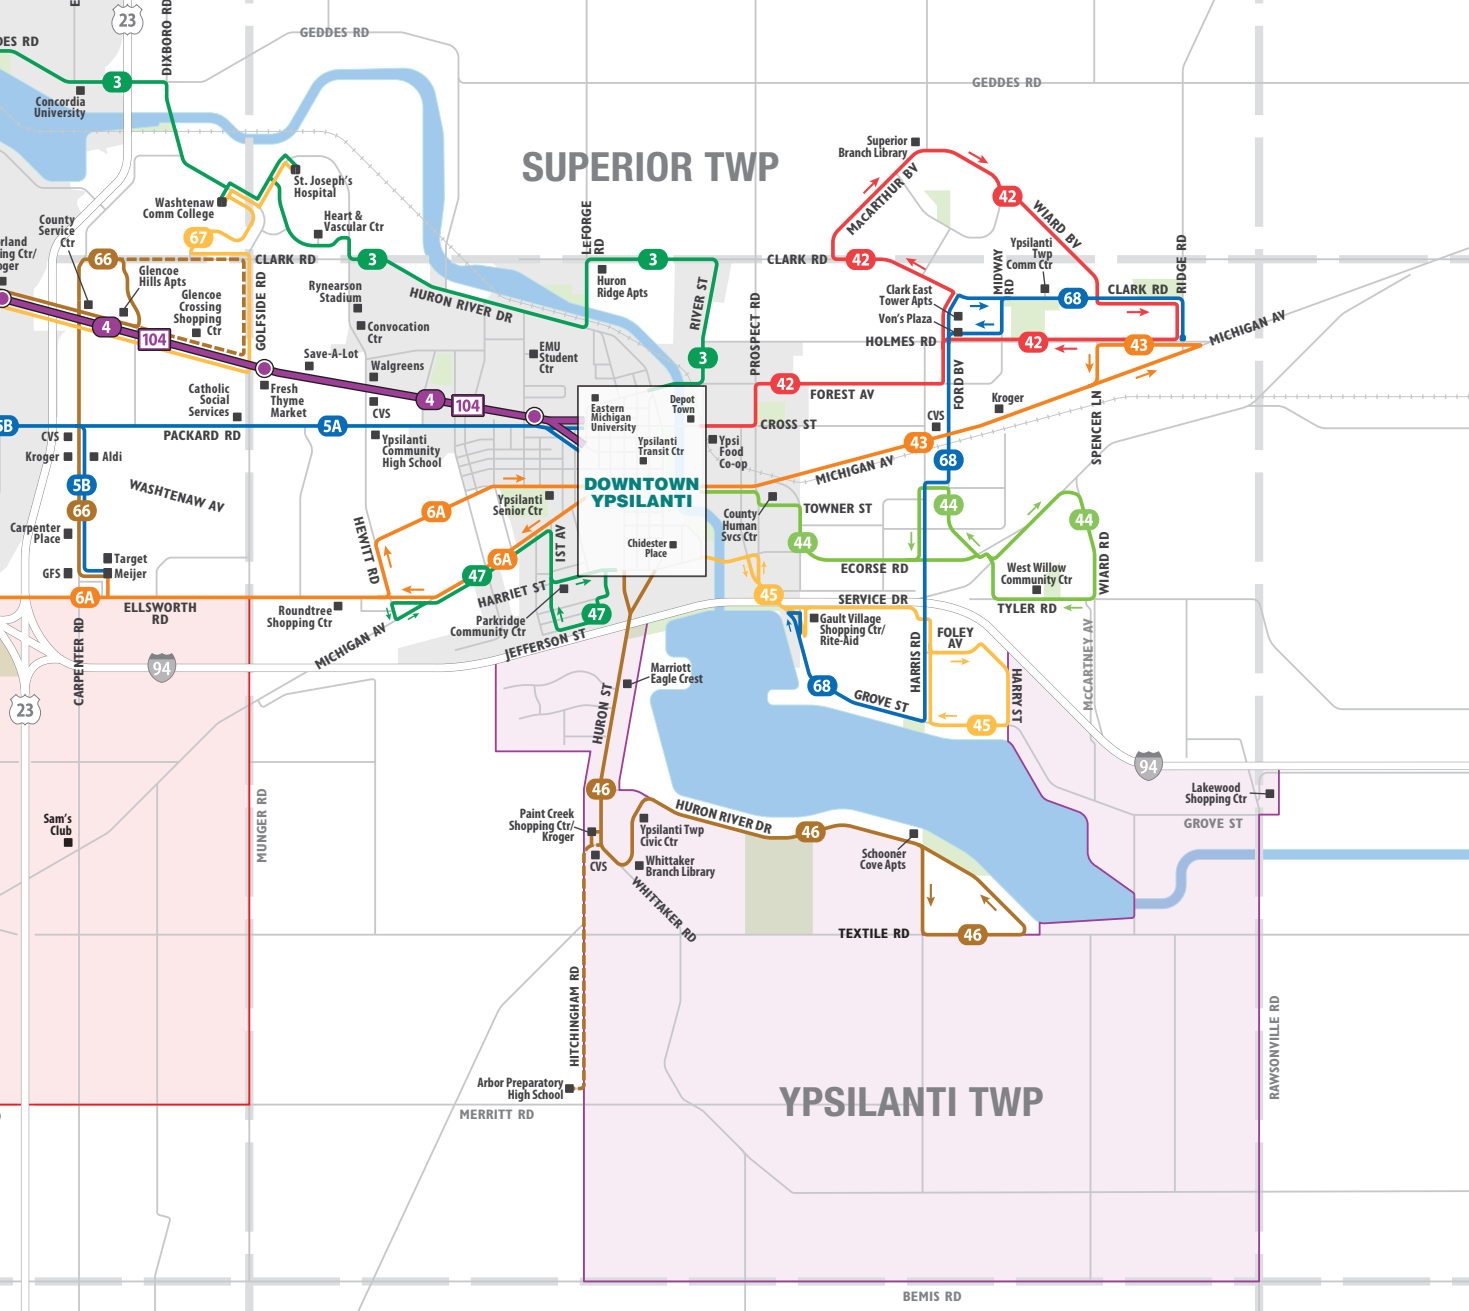 DES RD
3
Concordia
University
E
23
DIXBORO RD
GEDDES RD
GEDDES RD
SUPERIOR TWP
St. Joseph's
Hospital
Washtenaw
Comm College
Heart &
Vascular Ctr
County
Service
Ctr
67
66
Glencoe
Hills Apts
Glencoe
Crossing
Shopping
Ctr
CLARK RD
3
GOLFSIDE RD
Rynearson
Stadium
Convocation
Ctr
HURON RIVER DR
LEFORGE
RD
3
Huron
Ridge Apts
RIVER ST
3
PROSPECT RD
Superior
Branch Library
MACARTHUR BV
42
WIARD BV
CLARK RD
42
Ypsilanti
Twp
Comm Ctr
MIDWAY
RD
RIDGE RD
Clark East
Tower Apts
Von's Plaza
68
CLARK RD
HOLMES RD
42
43
MICHIGAN AV
4
104
Save-A-Lot
Walgreens
CVS
4
104
EMU
Student
Ctr
Fresh
Thyme
Market
Catholic
Social
Services
5B
PACKARD RD
5A
Ypsilanti
Community
High School
CVS
Kroger
Aldi
5B
66
WASHTENAW AV
Carpenter
Place
Target
GFS
Meijer
Eastern
Michigan
University
Depot
Town
Ypsilanti
Transit Ctr
DOWNTOWN
YPSILANTI
Chidester
Place
42
FOREST AV
CROSS ST
FORD BV
CVS
Kroger
SPENCER LN
Ypsi
Food
Co-op
MICHIGAN AV
43
68
6A
Ypsilanti
Senior Ctr
HEWITT RD
1ST AV
6A
47
HARRIET ST
County
Human
Svcs Ctr
TOWNER ST
44
44
44
ECORSE RD
West Willow
Community Ctr
WIARD RD
TYLER RD
6A
ELLSWORTH
RD
Roundtree
Shopping Ctr
MICHIGAN AV
Parkridge
Community Ctr
47
JEFFERSON ST
45
SERVICE DR
Gault Village
Shopping Ctr/
Rite-Aid
HARRIS RD
FOLEY
AV
HARRY ST
MCCARTNEY AV
68
GROVE ST
45
94
CARPENTER RD
23
HURON ST
Marriott
Eagle Crest
94
Lakewood
Shopping Ctr
GROVE ST
Sam's
Club
MUNGER RD
46
Paint Creek
Shopping Ctr/
Kroger
CVS
Ypsilanti Twp
Civic Ctr
Whittaker
Branch Library
WHITTAKER RD
HURON RIVER DR
46
Schooner
Cove Apts
TEXTILE RD
46
HITCHINGHAM RD
Arbor Preparatory
High School
MERRITT RD
YPSILANTI TWP
RAWSONVILLE RD
BEMIS RD